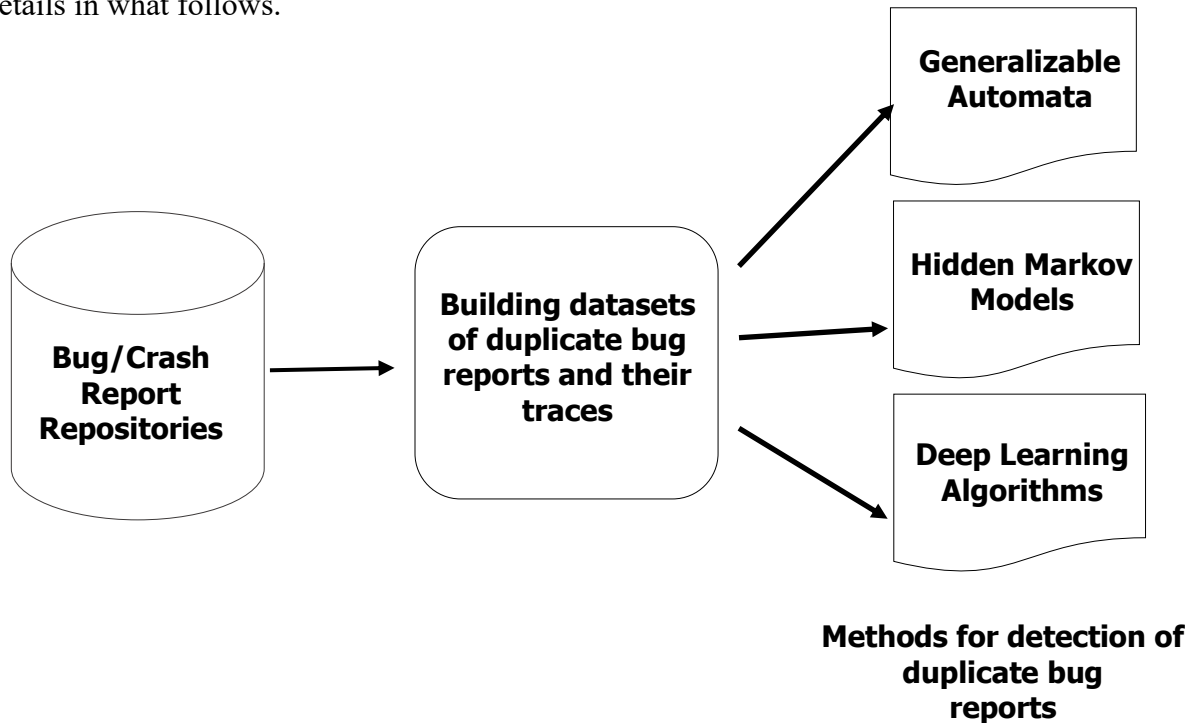 etails in what follows.
Bug/Crash
Report
Repositories
Building datasets
of duplicate bug
reports and their
traces
Generalizable
Automata
Hidden Markov
Models
Deep Learning
Algorithms
Methods for detection of
duplicate bug
reports